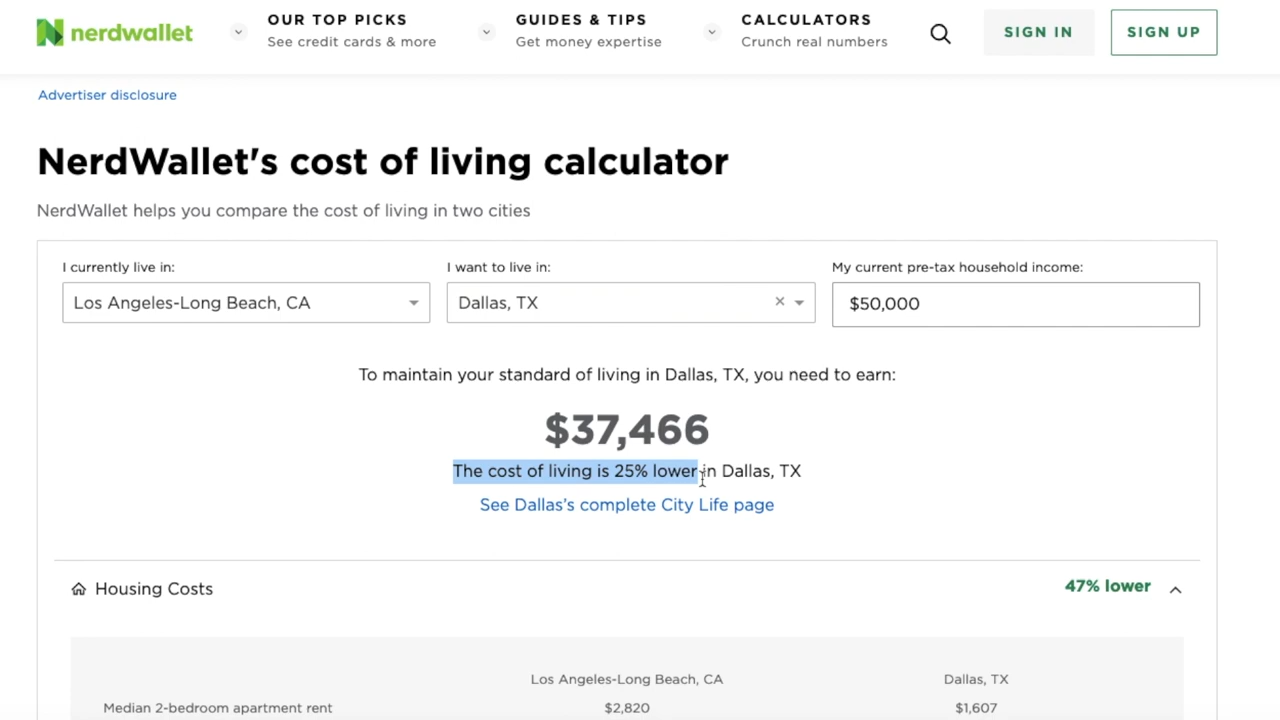 nerdwallet
OUR TOP PICKS
See credit cards & more
GUIDES & TIPS
Get money expertise
CALCULATORS
Crunch real numbers
SIGN IN
SIGN UP
Advertiser disclosure
NerdWallet's cost of living calculator
NerdWallet helps you compare the cost of living in two cities
I currently live in:
Los Angeles-Long Beach, CA
I want to live in:
Dallas, TX
My current pre-tax household income:
$50,000
To maintain your standard of living in Dallas, TX, you need to earn:
$37,466
The cost of living is 25% lower in Dallas, TX
See Dallas's complete City Life page
Housing Costs
47% lower
Los Angeles-Long Beach, CA
Dallas, TX
Median 2-bedroom apartment rent
$2,820
$1,607